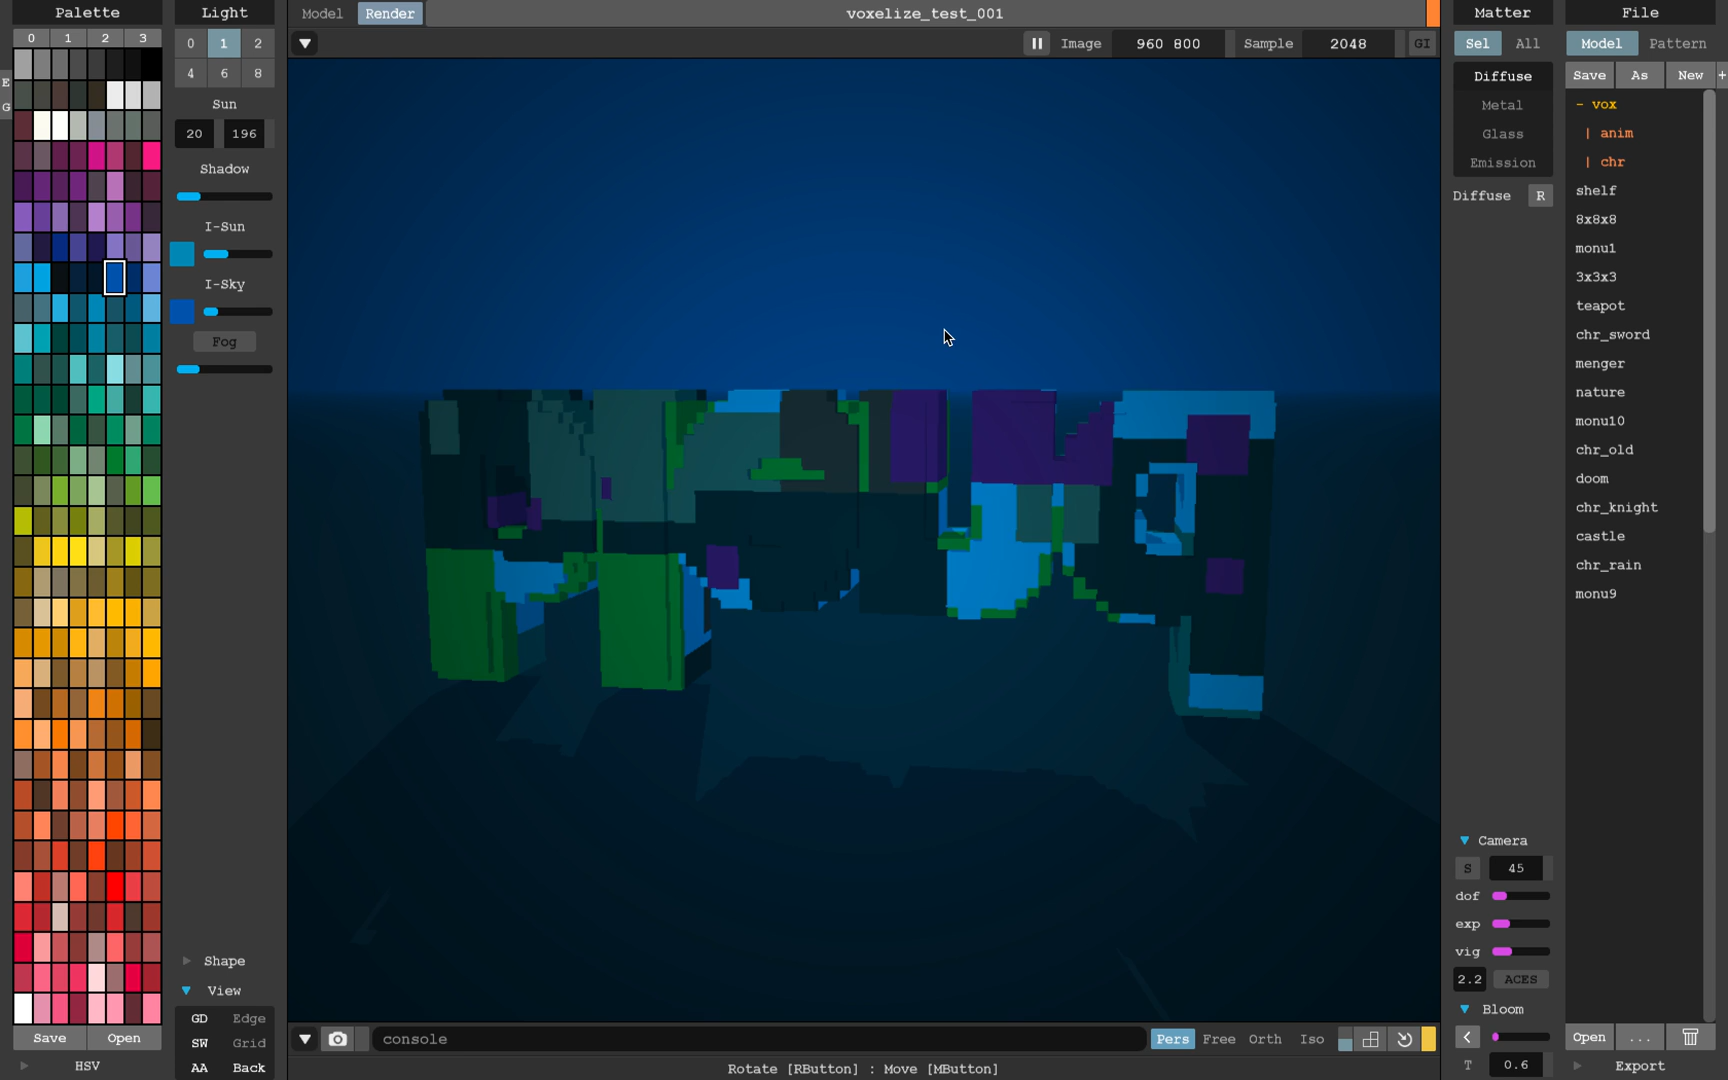 Palette
0 1 2 3
E
G
Save Open
HSV
Light
0 1 2
4 6 8
Sun
20 196
Shadow
I-Sun
I-Sky
Fog
Shape
View
GD Edge
SW Grid
AA Back
Model Render voxelize_test_001
Image 960 800 Sample 2048 GI
console
Pers Free Orth Iso
Rotate [RButton] : Move [MButton]
Matter
Sel All
Diffuse
Metal
Glass
Emission
Diffuse R
Camera
S 45
dof
exp
vig
2.2 ACES
Bloom
<
T 0.6
File
Model Pattern
Save As New +
- vox
| anim
| chr
shelf
8x8x8
monu1
3x3x3
teapot
chr_sword
menger
nature
monu10
chr_old
doom
chr_knight
castle
chr_rain
monu9
Open ...
Export